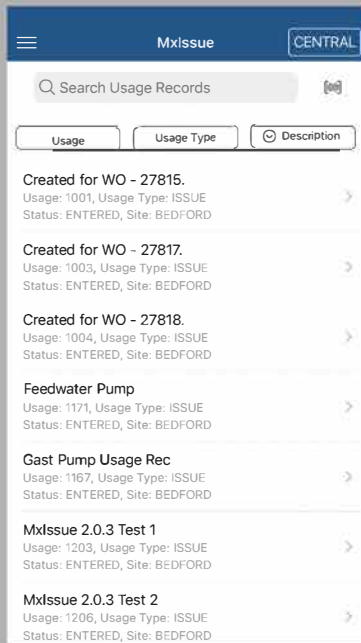 MxIssue
CENTRAL
Search Usage Records
Usage
Usage Type
Description
Created for WO - 27815.
Usage: 1001, Usage Type: ISSUE
Status: ENTERED, Site: BEDFORD
Created for WO - 27817.
Usage: 1003, Usage Type: ISSUE
Status: ENTERED, Site: BEDFORD
Created for WO - 27818.
Usage: 1004, Usage Type: ISSUE
Status: ENTERED, Site: BEDFORD
Feedwater Pump
Usage: 1171, Usage Type: ISSUE
Status: ENTERED, Site: BEDFORD
Gast Pump Usage Rec
Usage: 1167, Usage Type: ISSUE
Status: ENTERED, Site: BEDFORD
MxIssue 2.0.3 Test 1
Usage: 1203, Usage Type: ISSUE
Status: ENTERED, Site: BEDFORD
MxIssue 2.0.3 Test 2
Usage: 1206, Usage Type: ISSUE
Status: ENTERED, Site: BEDFORD